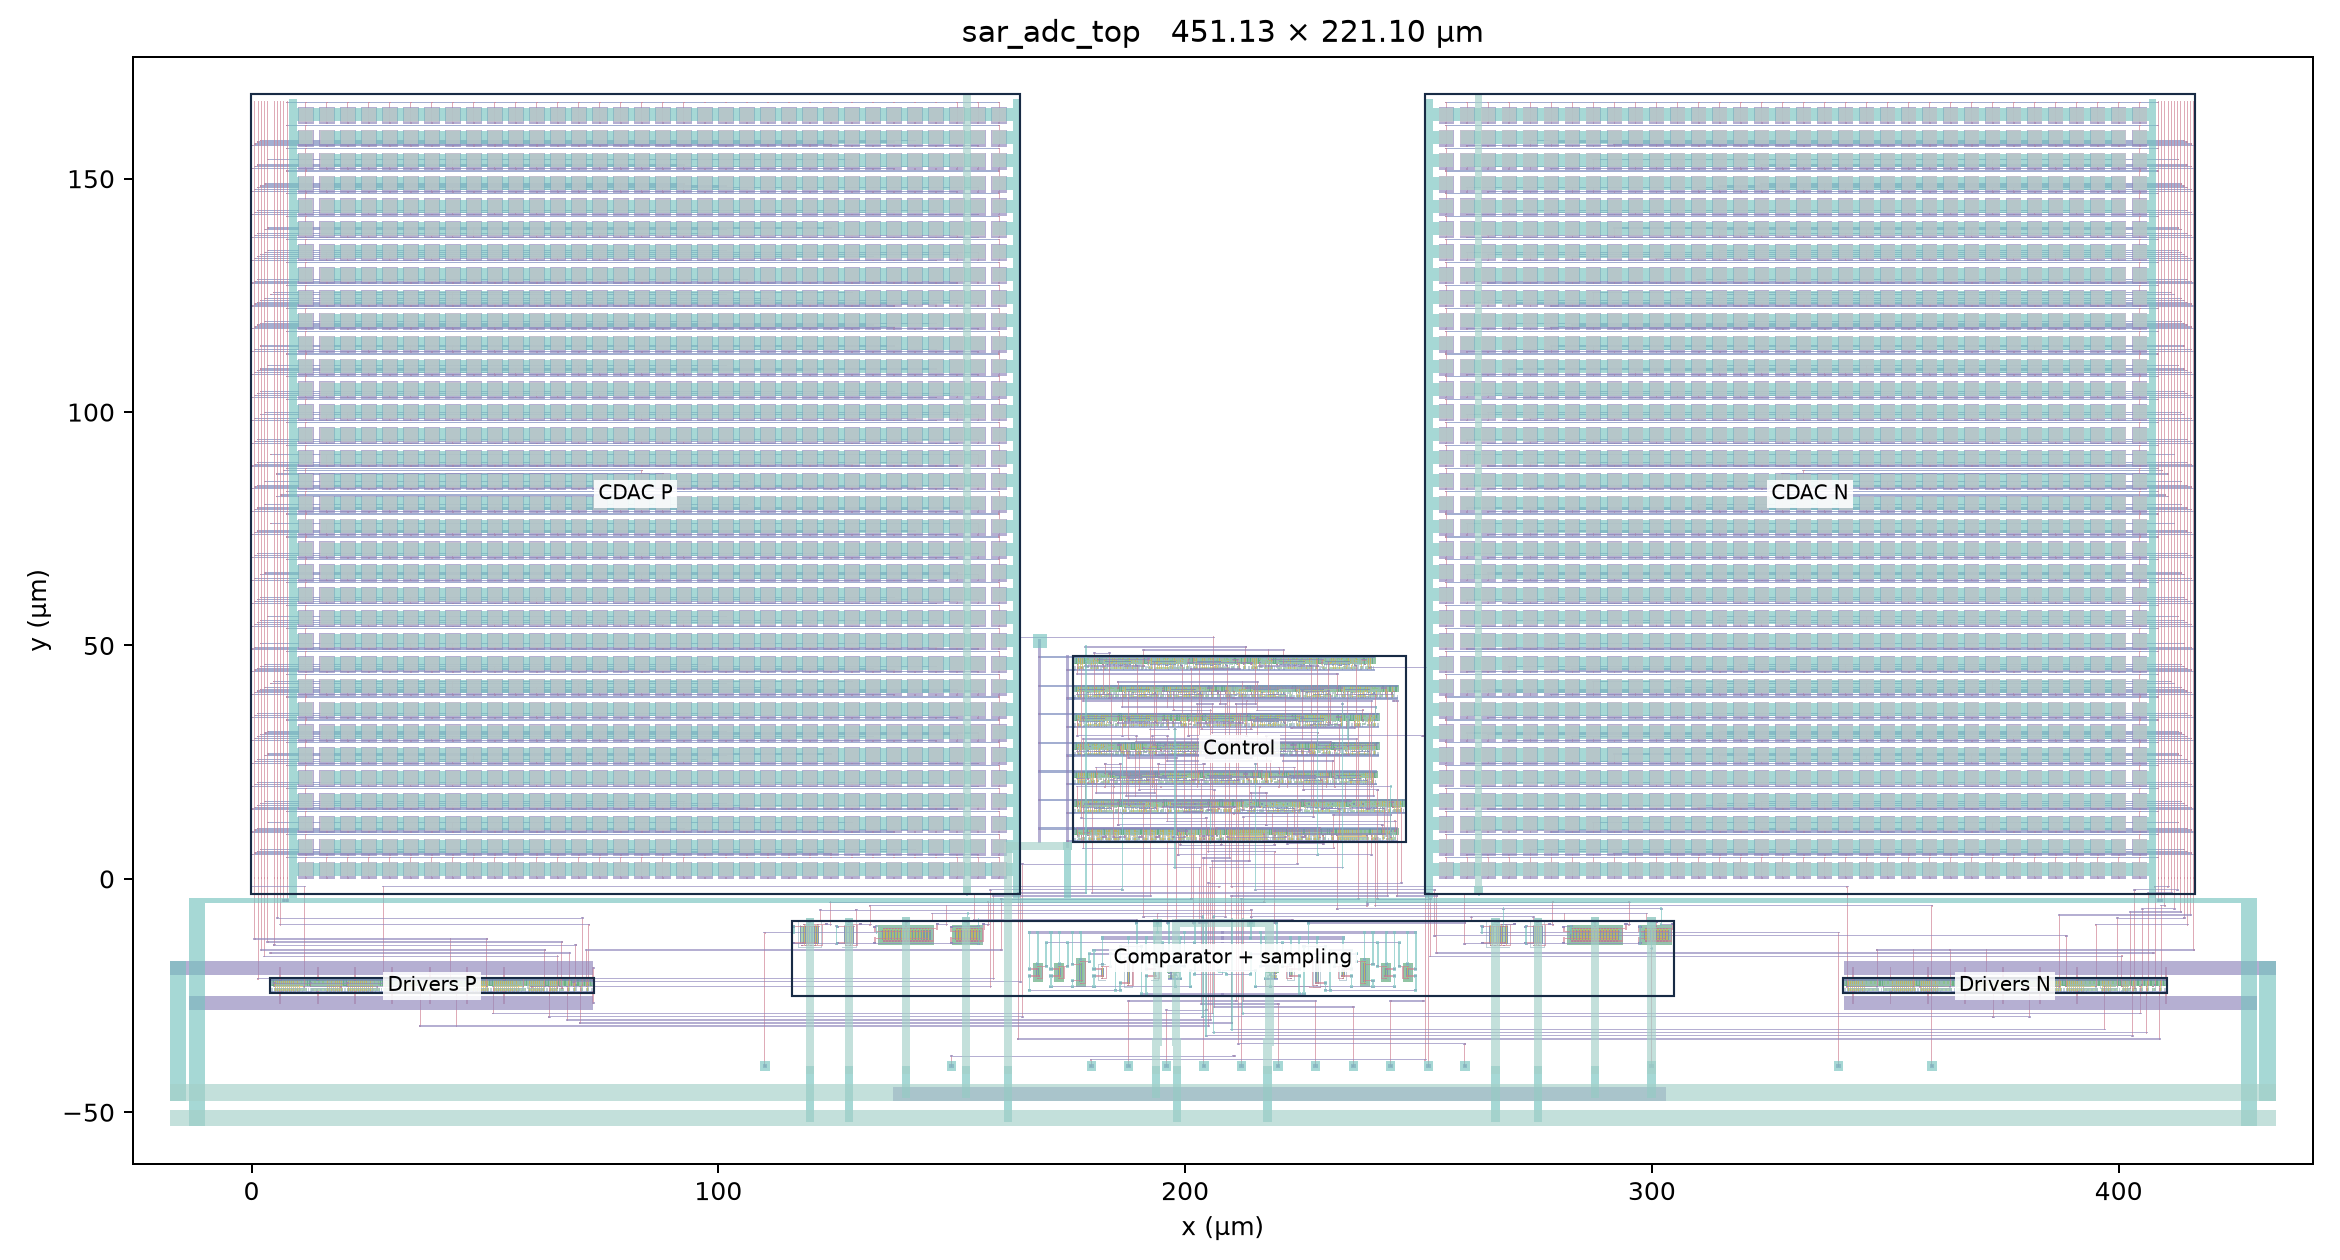 sar_adc_top   451.13 × 221.10 μm
y (μm)
150
100
50
0
−50
CDAC P
CDAC N
Control
Comparator + sampling
Drivers P
Drivers N
0
100
200
300
400
x (μm)